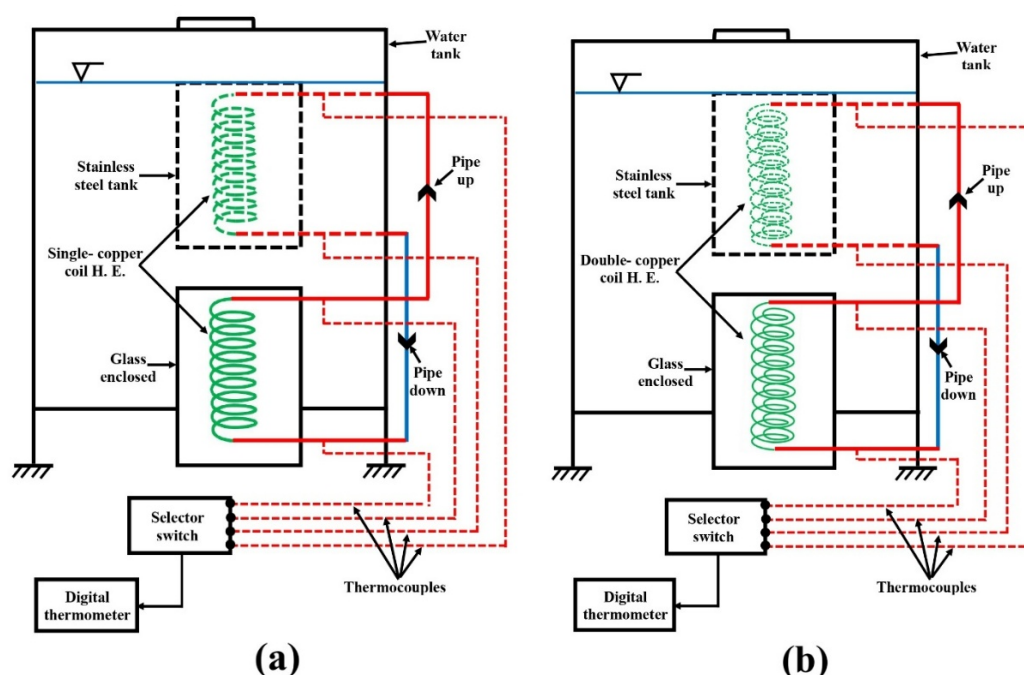 Water
tank
Stainless
steel tank
Pipe
up
Single- copper
coil H. E.
Glass
enclosed
Pipe
down
Selector
switch
Thermocouples
Digital
thermometer
(a)
Water
tank
Stainless
steel tank
Pipe
up
Double- copper
coil H. E.
Glass
enclosed
Pipe
down
Selector
switch
Thermocouples
Digital
thermometer
(b)